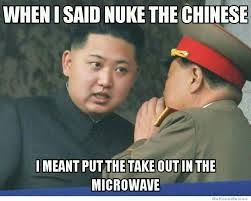 WHEN I SAID NUKE THE CHINESE
I MEANT PUT THE TAKE OUT IN THE
MICROWAVE